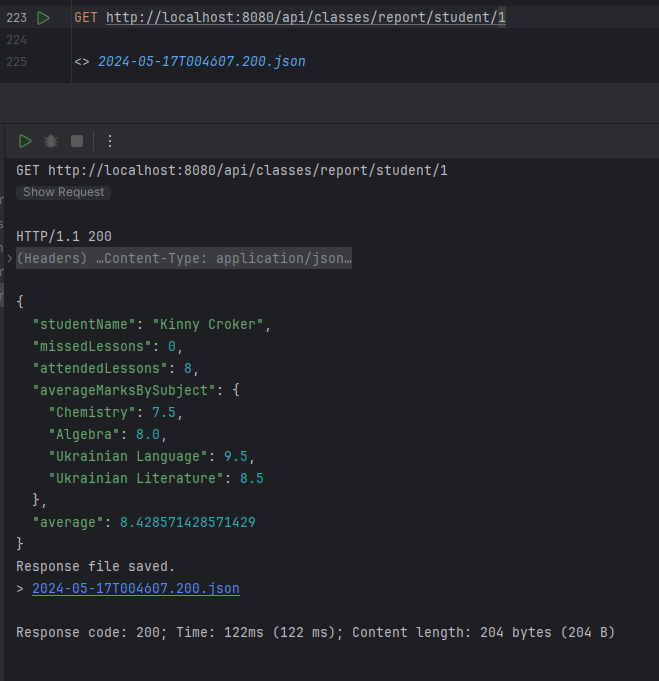 223 GET http://localhost:8080/api/classes/report/student/1
224
225 <> 2024-05-17T004607.200.json
GET http://localhost:8080/api/classes/report/student/1
Show Request
HTTP/1.1 200
(Headers) …Content-Type: application/json…
{
"studentName": "Kinny Croker",
"missedLessons": 0,
"attendedLessons": 8,
"averageMarksBySubject": {
"Chemistry": 7.5,
"Algebra": 8.0,
"Ukrainian Language": 9.5,
"Ukrainian Literature": 8.5
},
"average": 8.428571428571429
}
Response file saved.
> 2024-05-17T004607.200.json
Response code: 200; Time: 122ms (122 ms); Content length: 204 bytes (204 B)